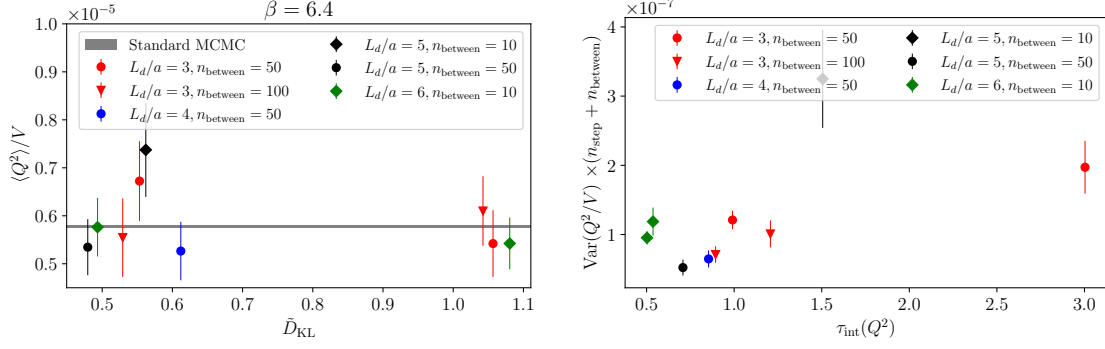 ×10⁻⁵
β = 6.4
1.0
0.9
0.8
0.7
0.6
0.5
⟨Q²⟩/V
Standard MCMC
L_d/a = 3, n_between = 50
L_d/a = 3, n_between = 100
L_d/a = 4, n_between = 50
L_d/a = 5, n_between = 10
L_d/a = 5, n_between = 50
L_d/a = 6, n_between = 10
0.5 0.6 0.7 0.8 0.9 1.0 1.1
D̃_KL
×10⁻⁷
4
3
2
1
Var(Q²/V) ×(n_step + n_between)
L_d/a = 3, n_between = 50
L_d/a = 3, n_between = 100
L_d/a = 4, n_between = 50
L_d/a = 5, n_between = 10
L_d/a = 5, n_between = 50
L_d/a = 6, n_between = 10
0.5 1.0 1.5 2.0 2.5 3.0
τ_int(Q²)